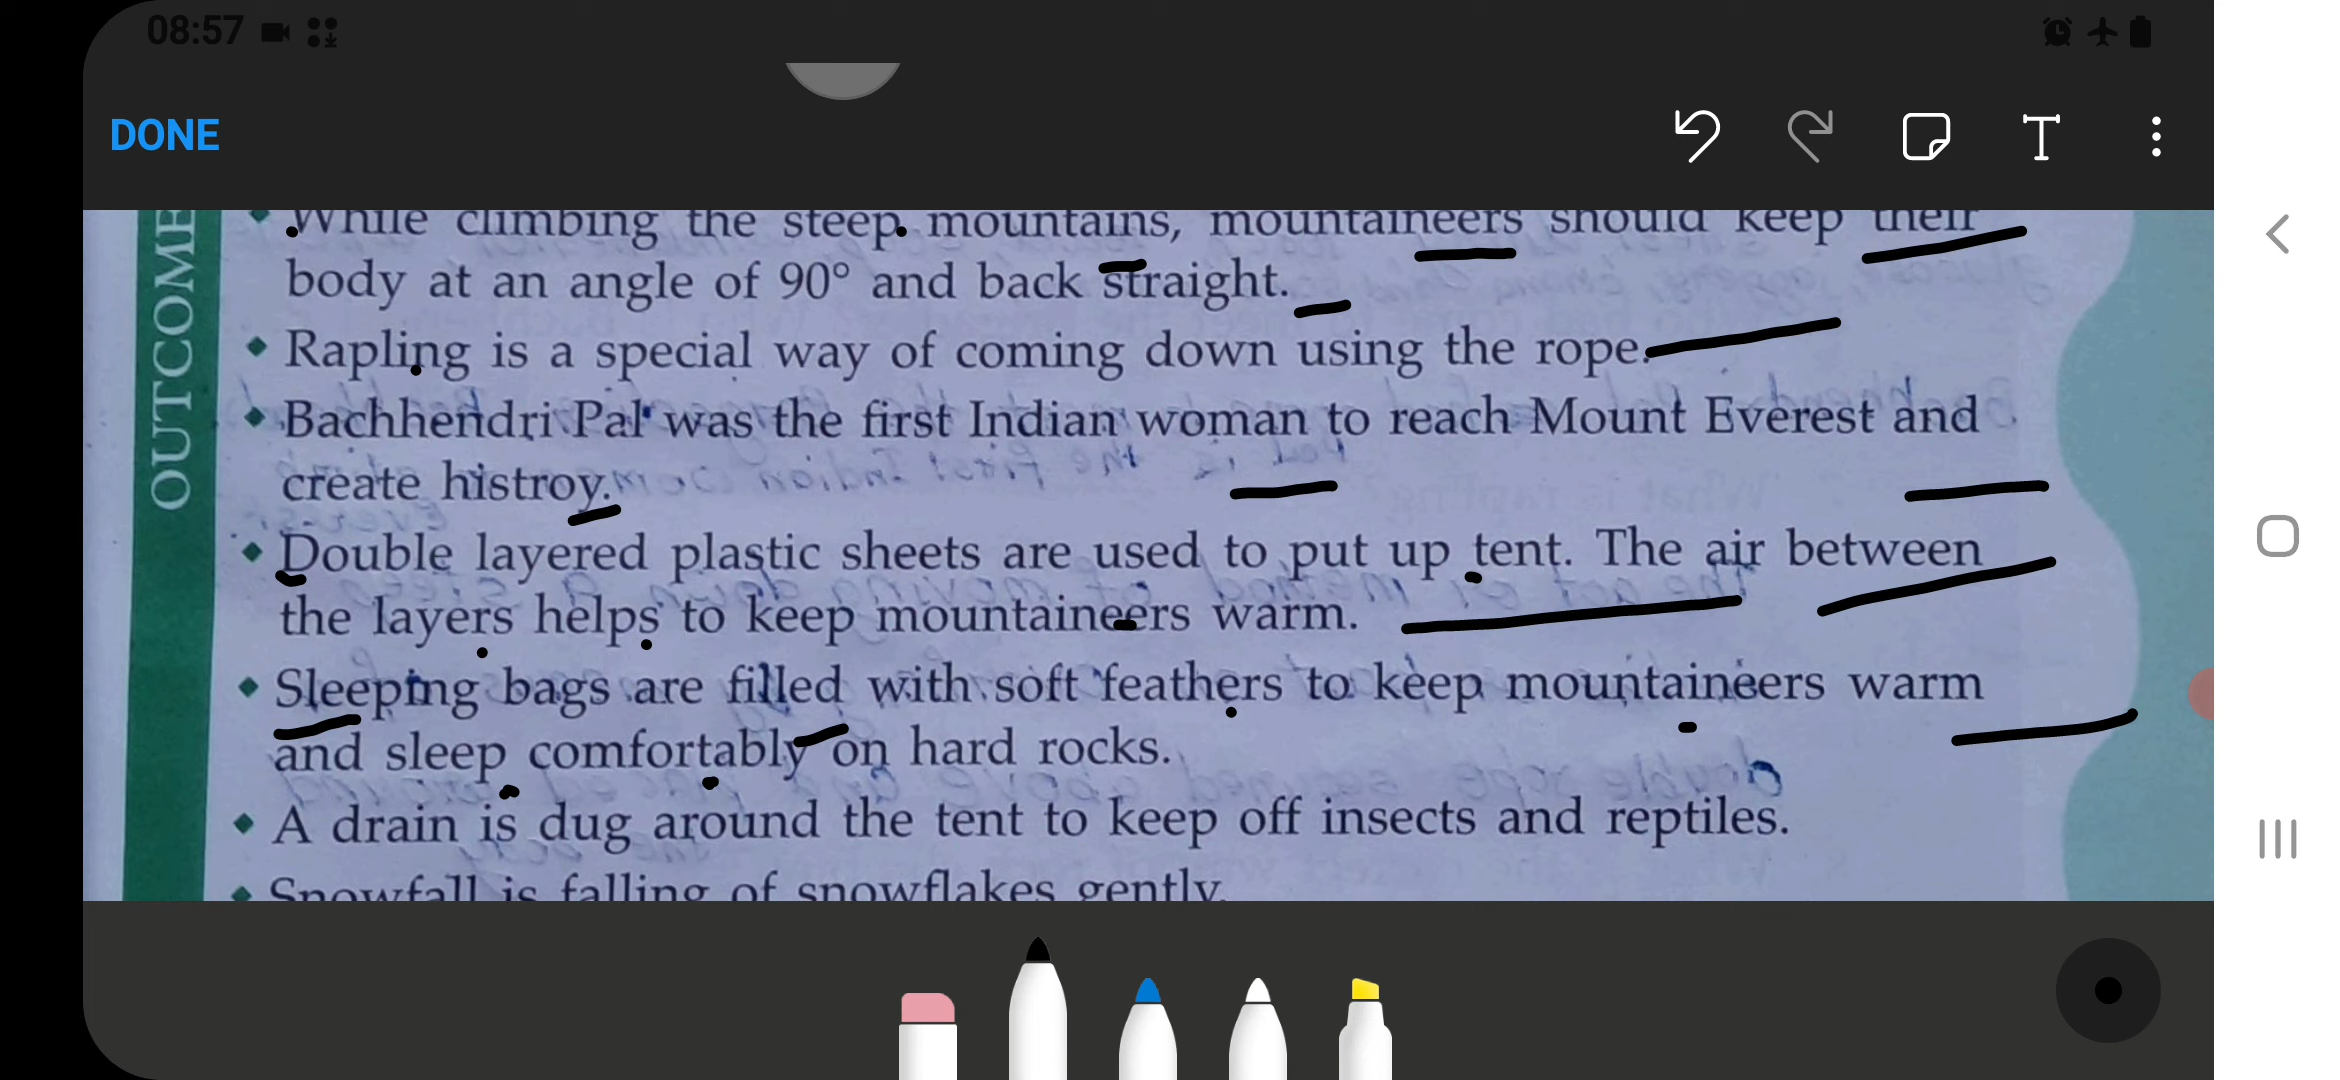 08:57
DONE
T
OUTCOME
While climbing the steep mountains, mountaineers should keep their
body at an angle of 90° and back straight.
Rapling is a special way of coming down using the rope.
Bachhendri Pal was the first Indian woman to reach Mount Everest and
create histroy.
Double layered plastic sheets are used to put up tent. The air between
the layers helps to keep mountaineers warm.
Sleeping bags are filled with soft feathers to keep mountaineers warm
and sleep comfortably on hard rocks.
A drain is dug around the tent to keep off insects and reptiles.
Snowfall is falling of snowflakes gently.